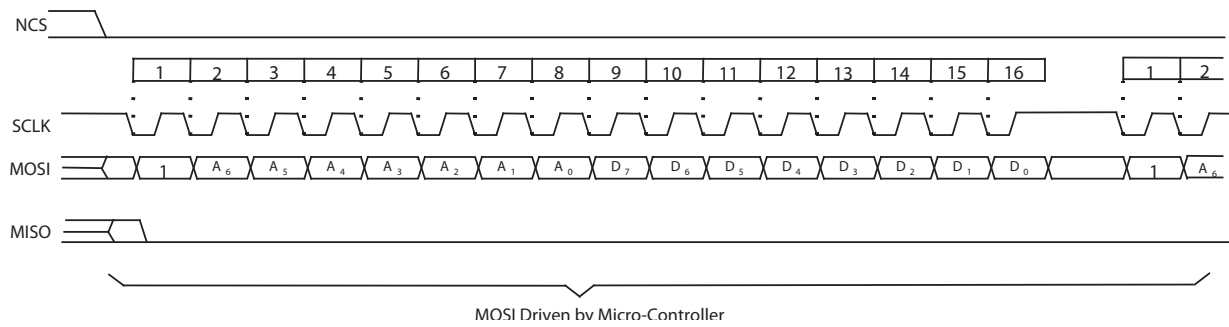 NCS
1 2 3 4 5 6 7 8 9 10 11 12 13 14 15 16 1 2
SCLK
MOSI 1 A6 A5 A4 A3 A2 A1 A0 D7 D6 D5 D4 D3 D2 D1 D0 1 A6
MISO
MOSI Driven by Micro-Controller